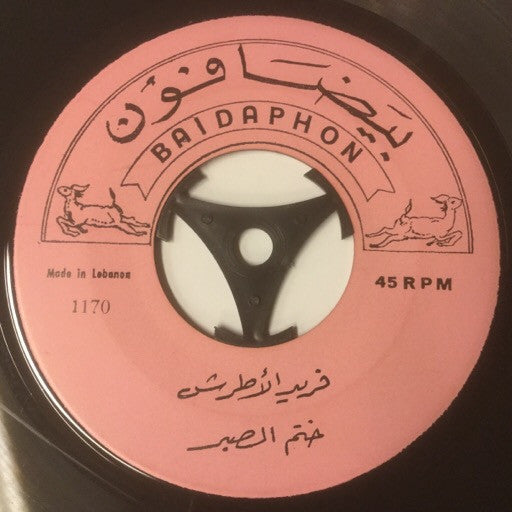 بيضافون
BAIDAPHON
Made in Lebanon
45 RPM
1170
فريد الأطرش
ختم الصبر